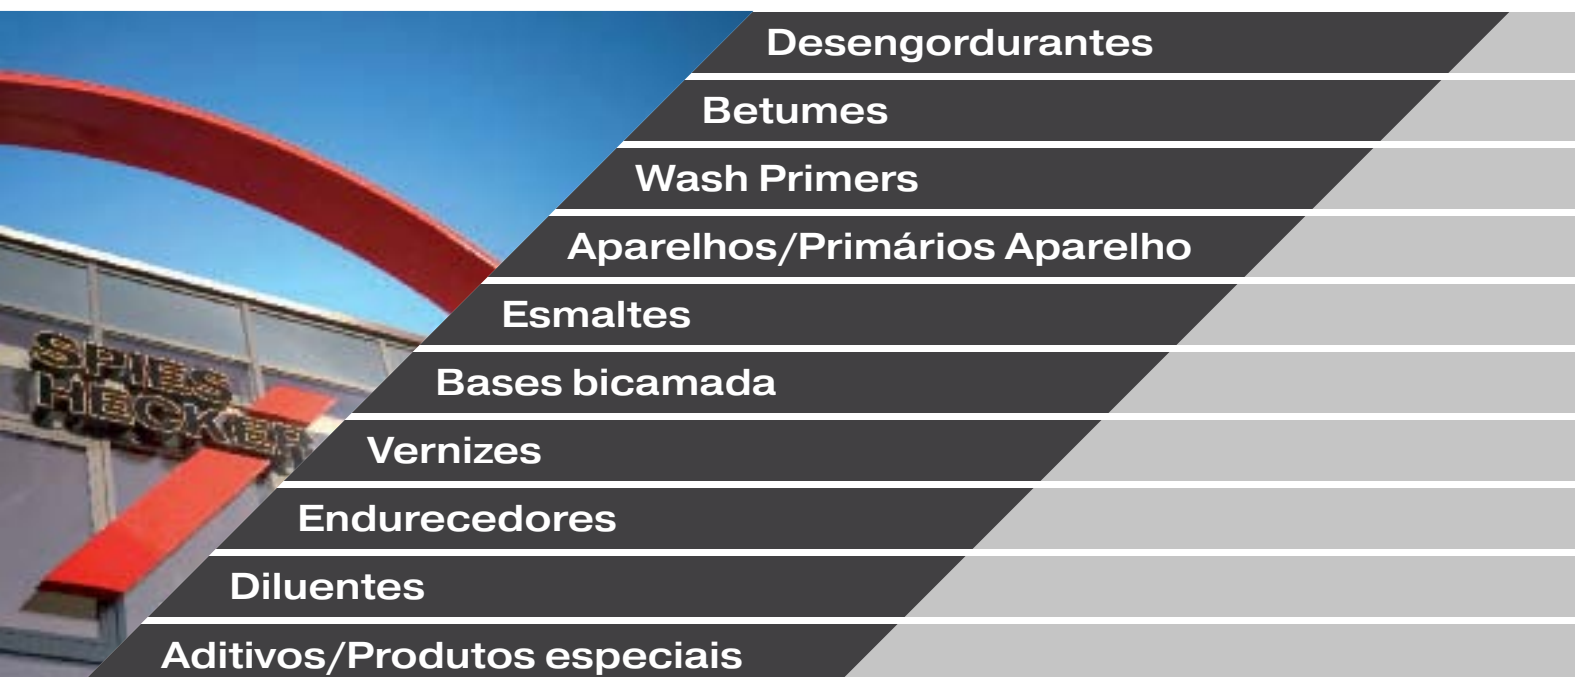 Desengordurantes
Betumes
Wash Primers
Aparelhos/Primários Aparelho
Esmaltes
Bases bicamada
Vernizes
Endurecedores
Diluentes
Aditivos/Produtos especiais
SPIES
HECKER